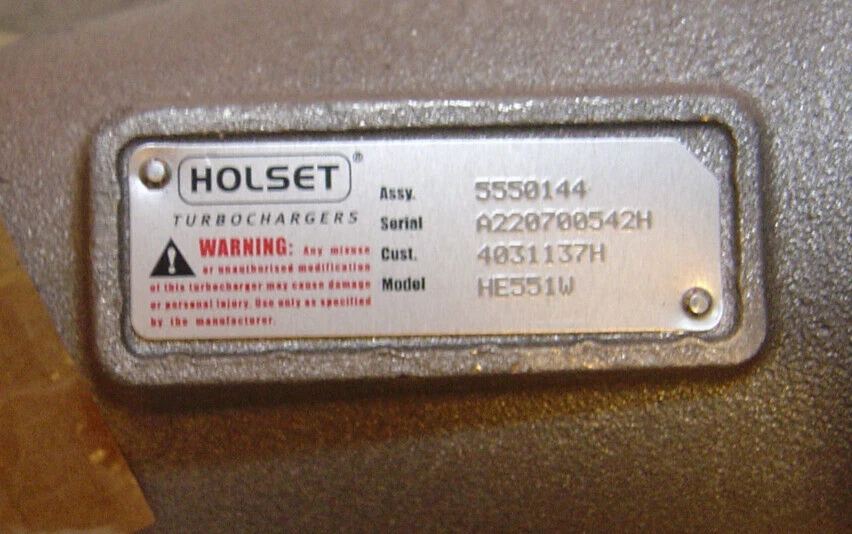 HOLSET®
TURBOCHARGERS
WARNING: Any misuse
or unauthorised modification
of this turbocharger may cause damage
or personal injury. Use only as specified
by the manufacturer.
Assy. 5550144
Serial A220700542H
Cust. 4031137H
Model HE551W